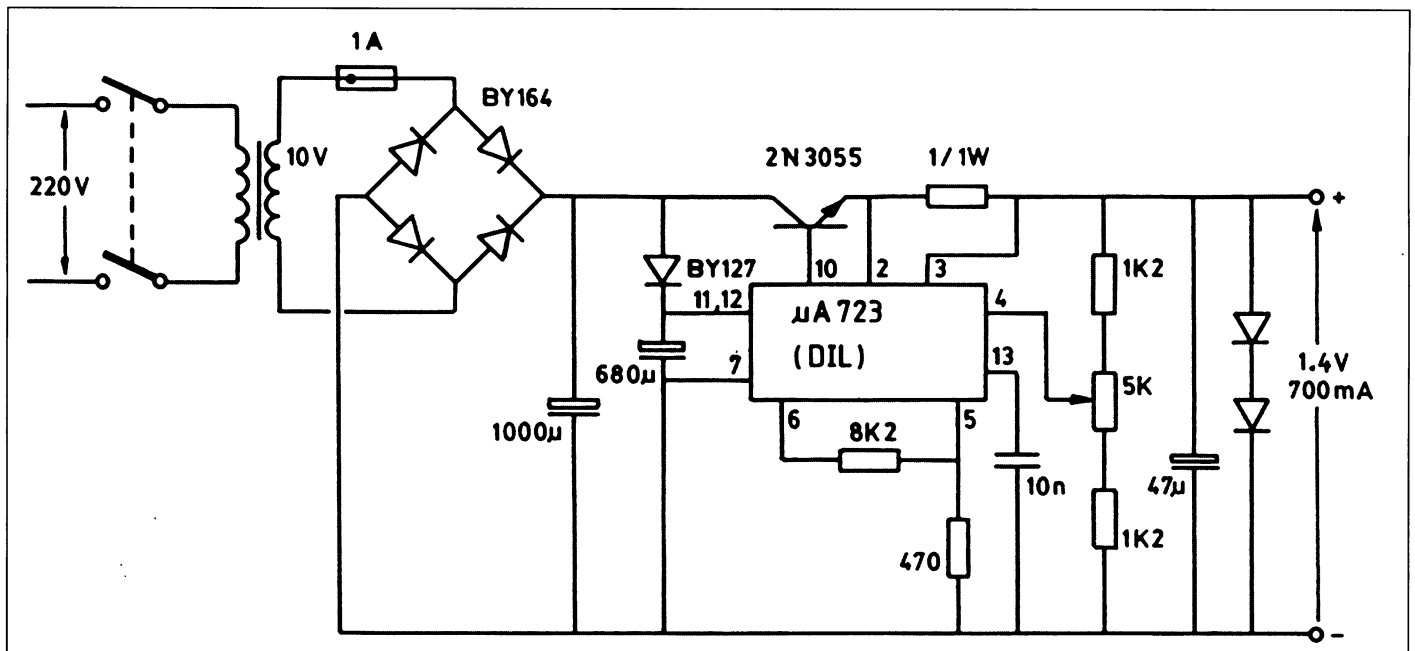 1A
BY164
10V
220V
2N3055
1/1W
+
BY127
10
2
3
11,12
μA723
4
1K2
(DIL)
13
7
680μ
5K
1.4V
700mA
1000μ
6
5
8K2
10n
47μ
1K2
470
-